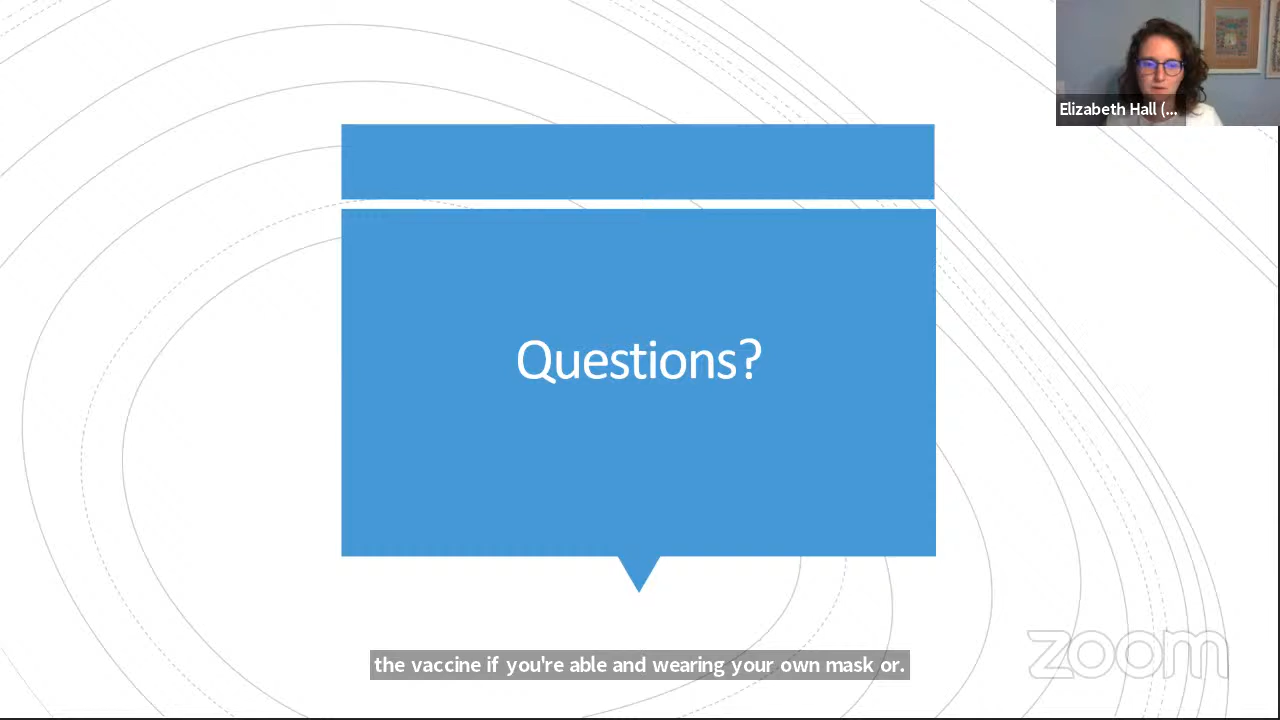 Elizabeth Hall (...
Questions?
the vaccine if you're able and wearing your own mask or.
zoom